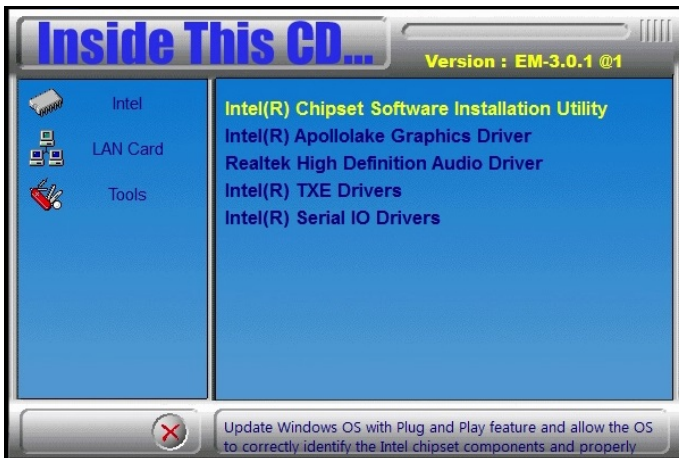 Inside This CD...
Version : EM-3.0.1 @1
Intel
LAN Card
Tools
Intel(R) Chipset Software Installation Utility
Intel(R) Apollolake Graphics Driver
Realtek High Definition Audio Driver
Intel(R) TXE Drivers
Intel(R) Serial IO Drivers
Update Windows OS with Plug and Play feature and allow the OS
to correctly identify the Intel chipset components and properly